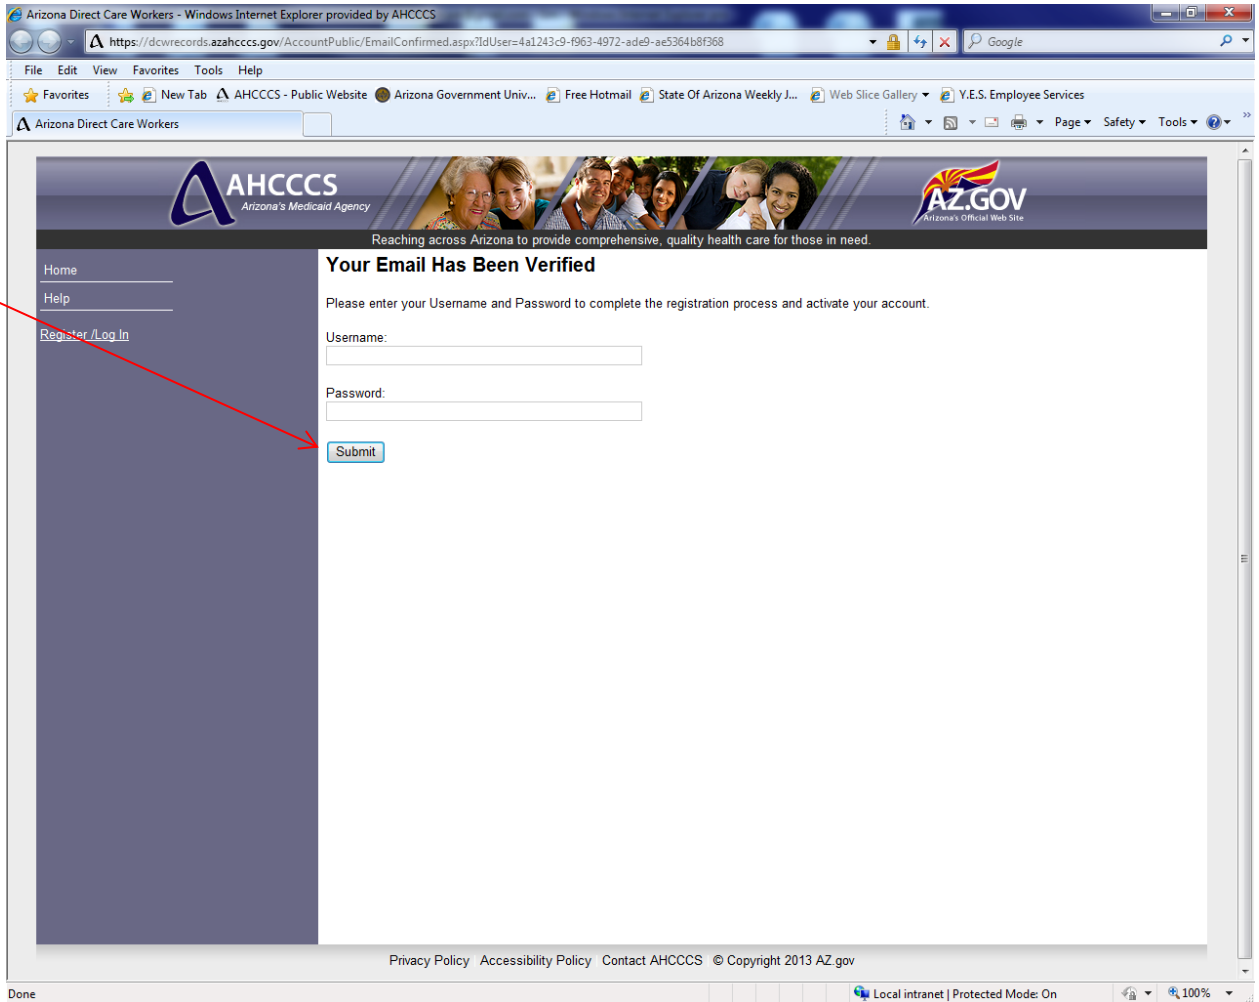 Arizona Direct Care Workers - Windows Internet Explorer provided by AHCCCS
https://dcwrecords.azahcccs.gov/AccountPublic/EmailConfirmed.aspx?IdUser=4a1243c9-f963-4972-ade9-ae5364b8f368
Google
File Edit View Favorites Tools Help
Favorites New Tab AHCCCS - Public Website Arizona Government Univ... Free Hotmail State Of Arizona Weekly J... Web Slice Gallery Y.E.S. Employee Services
Arizona Direct Care Workers
Page Safety Tools
AHCCCS
Arizona's Medicaid Agency
AZ.GOV
Arizona's Official Web Site
Reaching across Arizona to provide comprehensive, quality health care for those in need.
Home
Help
Register /Log In
Your Email Has Been Verified
Please enter your Username and Password to complete the registration process and activate your account.
Username:
Password:
Submit
Privacy Policy Accessibility Policy Contact AHCCCS © Copyright 2013 AZ.gov
Done
Local intranet | Protected Mode: On
100%